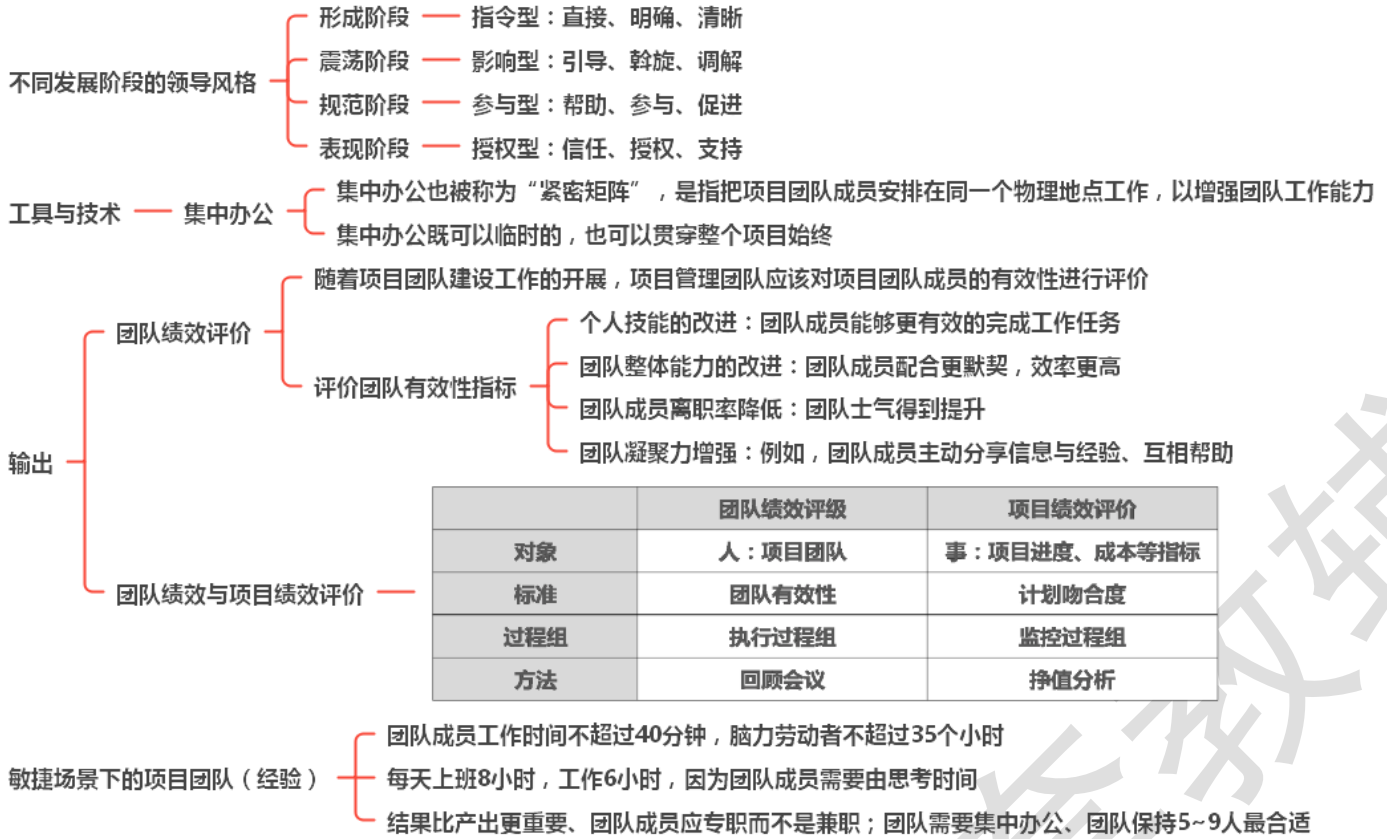 不同发展阶段的领导风格
形成阶段 指令型：直接、明确、清晰
震荡阶段 影响型：引导、斡旋、调解
规范阶段 参与型：帮助、参与、促进
表现阶段 授权型：信任、授权、支持
工具与技术 集中办公
集中办公也被称为“紧密矩阵”，是指把项目团队成员安排在同一个物理地点工作，以增强团队工作能力
集中办公既可以临时的，也可以贯穿整个项目始终
输出
团队绩效评价
随着项目团队建设工作的开展，项目管理团队应该对项目团队成员的有效性进行评价
评价团队有效性指标
个人技能的改进：团队成员能够更有效的完成工作任务
团队整体能力的改进：团队成员配合更默契，效率更高
团队成员离职率降低：团队士气得到提升
团队凝聚力增强：例如，团队成员主动分享信息与经验、互相帮助
团队绩效与项目绩效评价
团队绩效评级 项目绩效评价
对象 人：项目团队 事：项目进度、成本等指标
标准 团队有效性 计划吻合度
过程组 执行过程组 监控过程组
方法 回顾会议 挣值分析
敏捷场景下的项目团队（经验）
团队成员工作时间不超过40分钟，脑力劳动者不超过35个小时
每天上班8小时，工作6小时，因为团队成员需要由思考时间
结果比产出更重要、团队成员应专职而不是兼职；团队需要集中办公、团队保持5~9人最合适